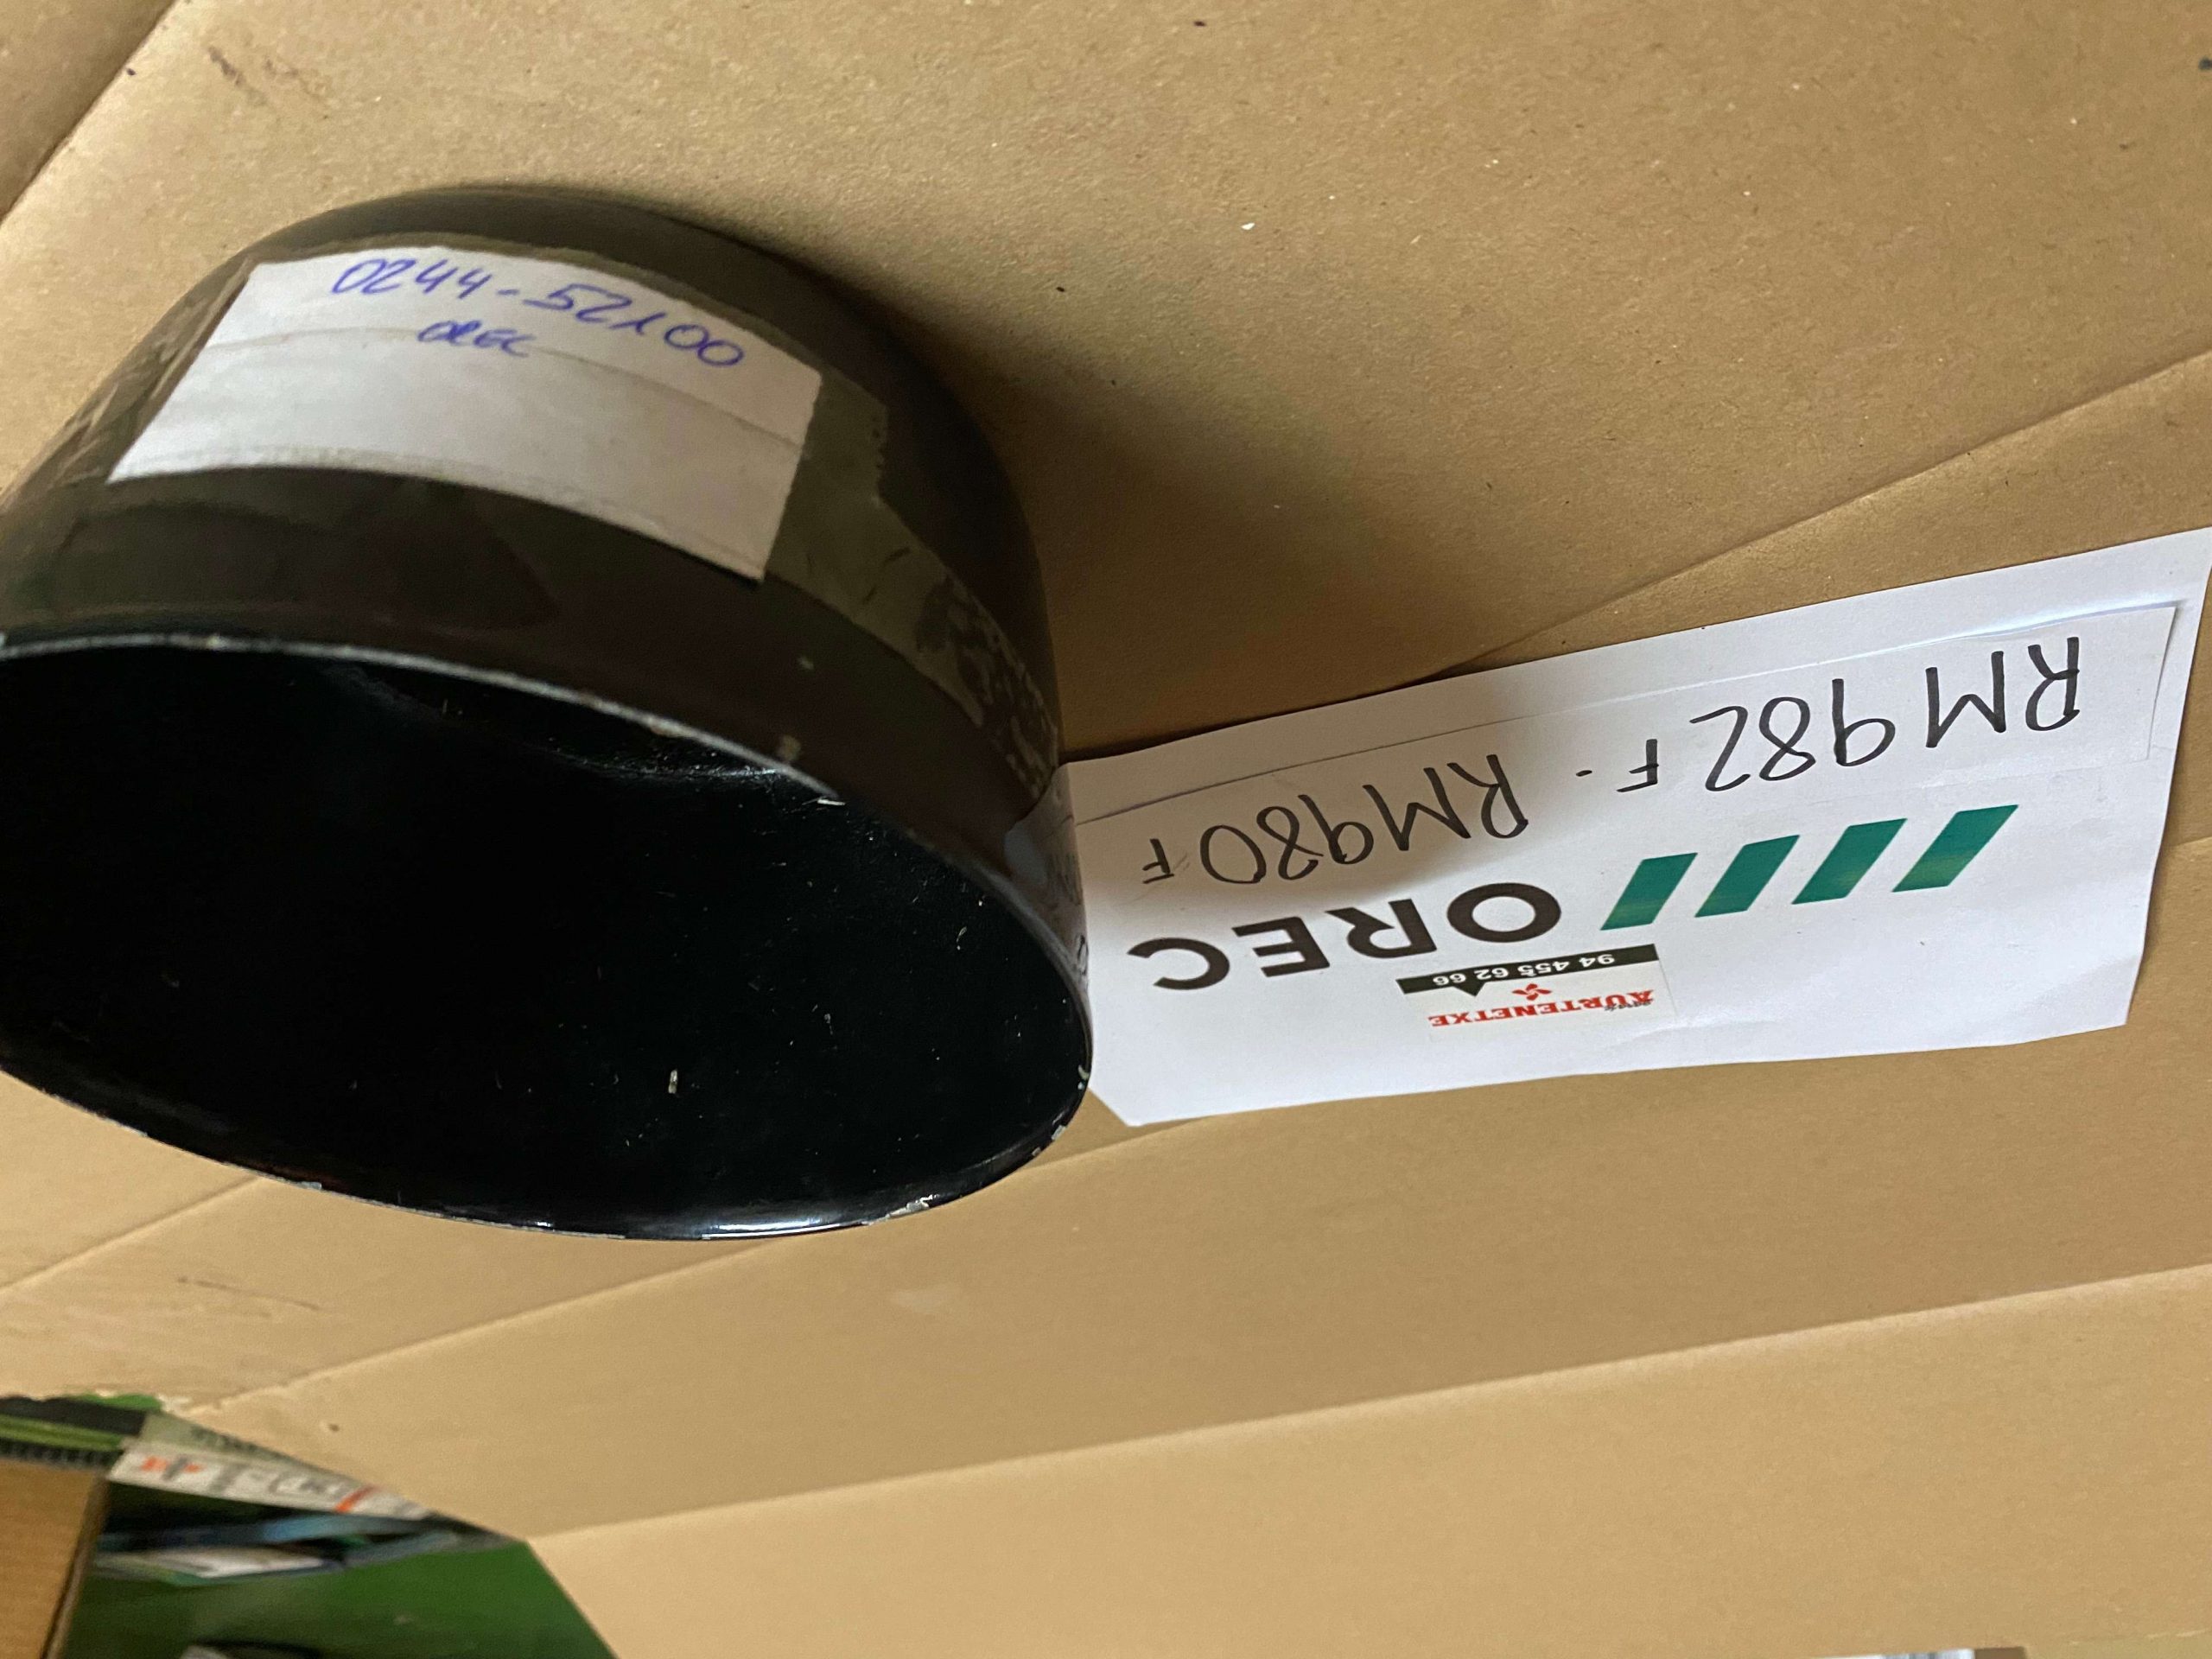 0244-52100
OREC
AURTENETXE
94 455 62 66
OREC
RM980F
RM982F.